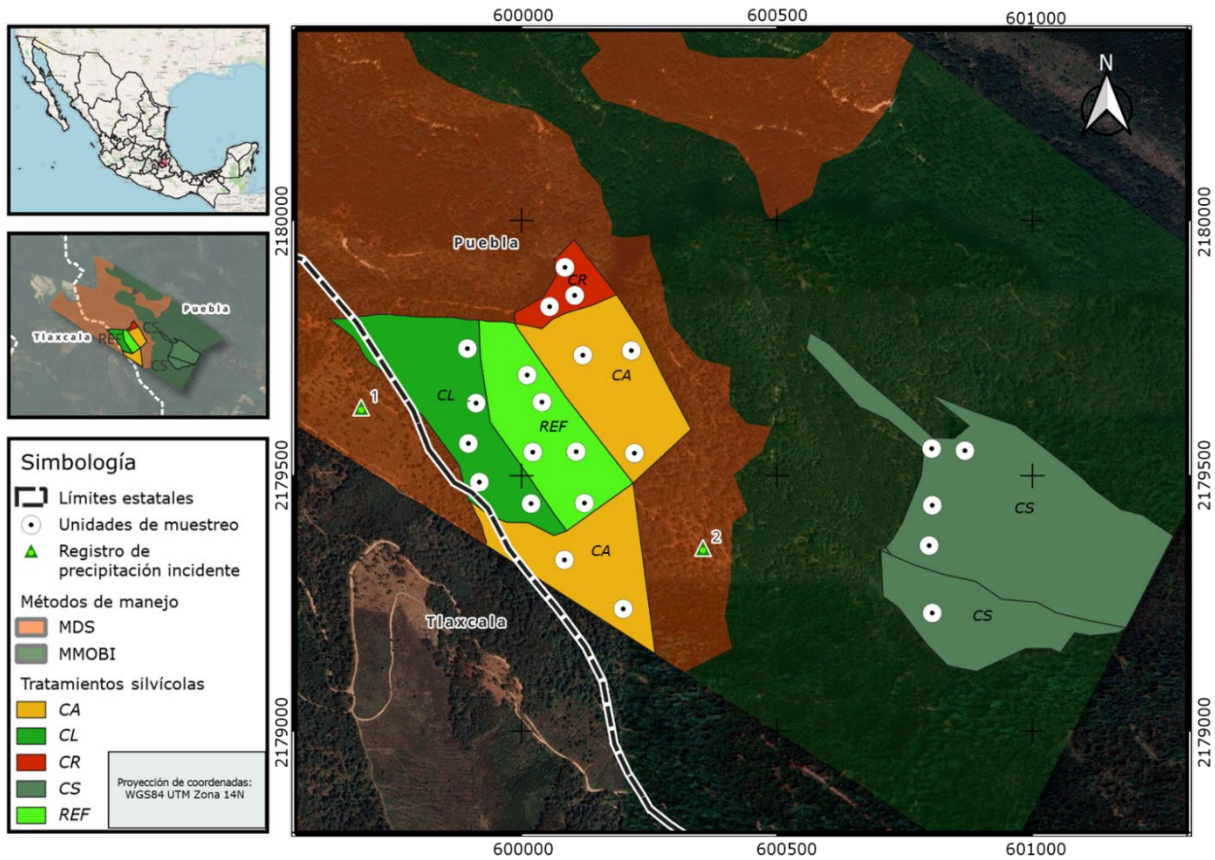 Puebla
Tlaxcala
REF
CS
CS
Simbología
Límites estatales
Unidades de muestreo
Registro de
precipitación incidente
Métodos de manejo
MDS
MMOBI
Tratamientos silvícolas
CA
CL
CR
CS
REF
Proyección de coordenadas:
WGS84 UTM Zona 14N
600000 600500 601000
N
2180000 2180000
Puebla
CR
CA
1
CL
REF
2179500 2179500
CS
2
CA
CS
Tlaxcala
2179000 2179000
600000 600500 601000